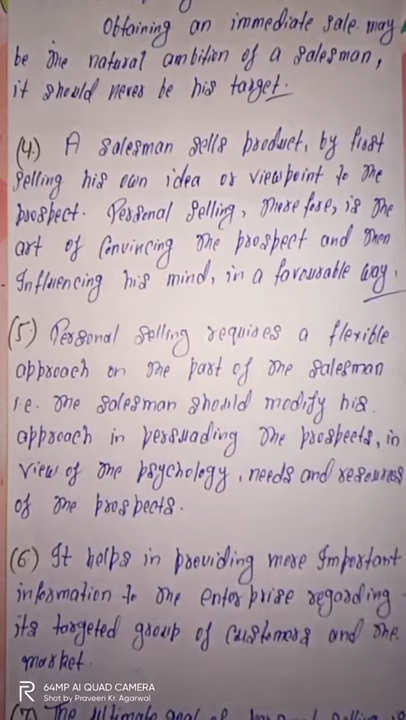 Obtaining an immediate sale may
be the natural ambition of a salesman,
it should never be his target.
(4.) A salesman sells product, by first
selling his own idea or viewpoint to the
prospect. Personal selling, therefore, is the
art of Convincing the prospect and then
Influencing his mind, in a favourable way.
(5) Personal selling requires a flexible
approach on the part of the salesman
i.e. the salesman should modify his
approach in persuading the prospects, in
view of the psychology, needs and resources
of the prospects.
(6) It helps in providing more Important
information to the enterprise regarding
its targeted group of customers and the
market.
64MP AI QUAD CAMERA
Shot by Praveen Kr. Agarwal
(7) The ultimate goal of